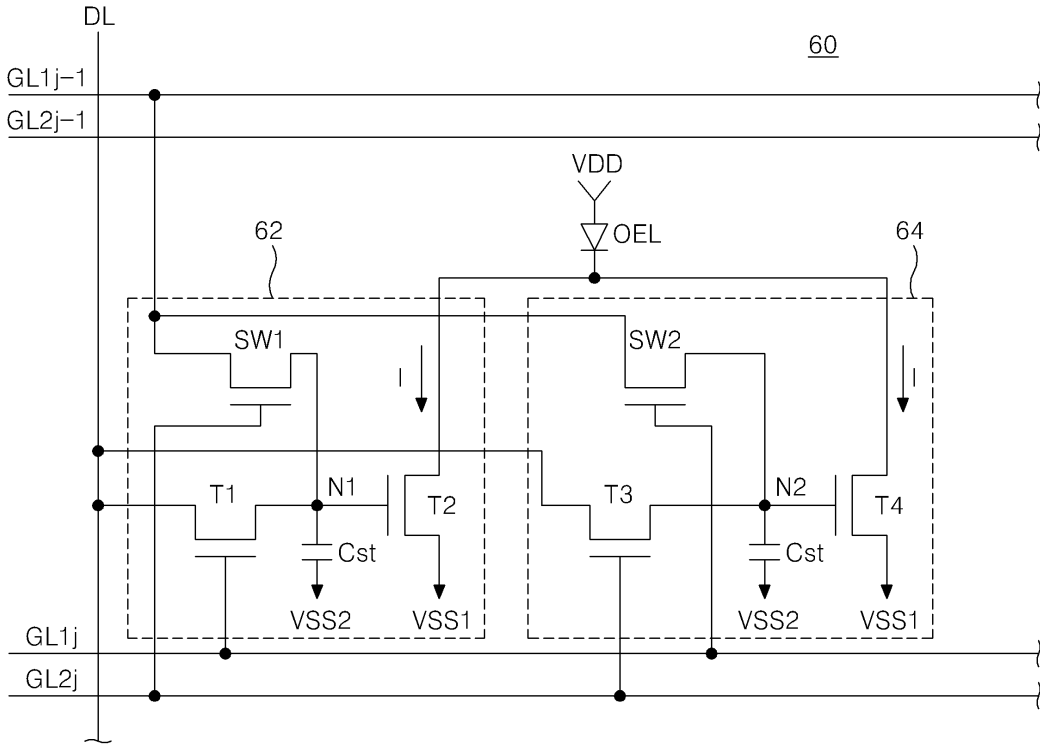 DL
60
GL1j-1
GL2j-1
VDD
62
OEL
64
SW1
SW2
I
I
T1
N1
T2
T3
N2
T4
Cst
Cst
VSS2
VSS1
VSS2
VSS1
GL1j
GL2j